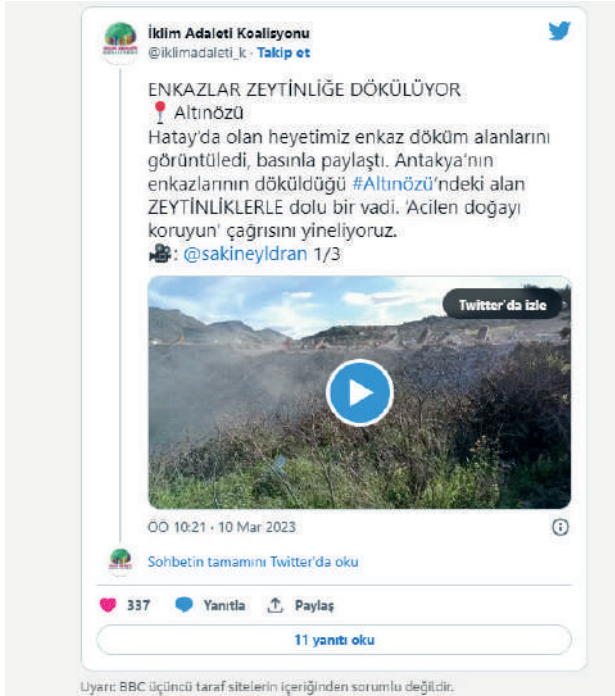 İklim Adaleti Koalisyonu
@iklimadaleti_k · Takip et
ENKAZLAR ZEYTİNLİĞE DÖKÜLÜYOR
📍 Altınözü
Hatay'da olan heyetimiz enkaz döküm alanlarını
görüntüledi, basınla paylaştı. Antakya'nın
enkazlarının döküldüğü #Altınözü'ndeki alan
ZEYTİNLİKLERLE dolu bir vadi. 'Acilen doğayı
koruyun' çağrısını yineliyoruz.
🎥: @sakineyldran 1/3
Twitter'da izle
ÖÖ 10:21 · 10 Mar 2023
Sohbetin tamamını Twitter'da oku
337 Yanıtla Paylaş
11 yanıtı oku
Uyarı: BBC üçüncü taraf sitelerin içeriğinden sorumlu değildir.